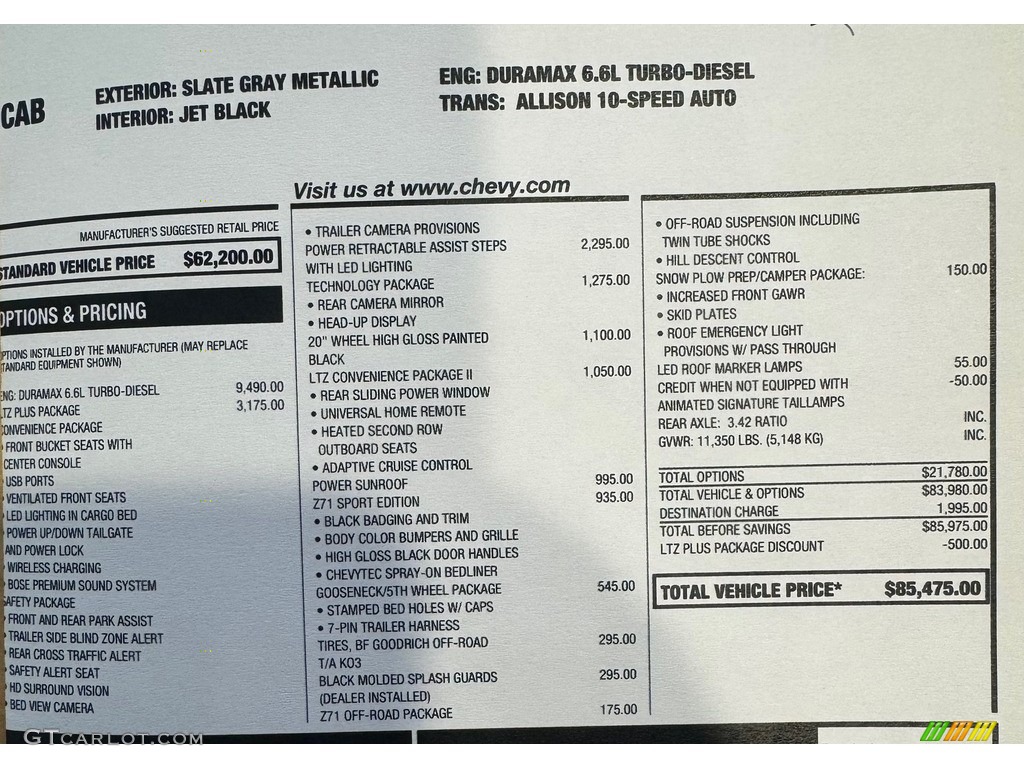 CAB
EXTERIOR: SLATE GRAY METALLIC
INTERIOR: JET BLACK
ENG: DURAMAX 6.6L TURBO-DIESEL
TRANS: ALLISON 10-SPEED AUTO
Visit us at www.chevy.com
MANUFACTURER'S SUGGESTED RETAIL PRICE
STANDARD VEHICLE PRICE $62,200.00
OPTIONS & PRICING
OPTIONS INSTALLED BY THE MANUFACTURER (MAY REPLACE
STANDARD EQUIPMENT SHOWN)
ENG: DURAMAX 6.6L TURBO-DIESEL 9,490.00
LTZ PLUS PACKAGE 3,175.00
CONVENIENCE PACKAGE
• FRONT BUCKET SEATS WITH
CENTER CONSOLE
• USB PORTS
• VENTILATED FRONT SEATS
• LED LIGHTING IN CARGO BED
• POWER UP/DOWN TAILGATE
AND POWER LOCK
• WIRELESS CHARGING
• BOSE PREMIUM SOUND SYSTEM
SAFETY PACKAGE
• FRONT AND REAR PARK ASSIST
• TRAILER SIDE BLIND ZONE ALERT
• REAR CROSS TRAFFIC ALERT
• SAFETY ALERT SEAT
• HD SURROUND VISION
• BED VIEW CAMERA
• TRAILER CAMERA PROVISIONS
POWER RETRACTABLE ASSIST STEPS 2,295.00
WITH LED LIGHTING
TECHNOLOGY PACKAGE 1,275.00
• REAR CAMERA MIRROR
• HEAD-UP DISPLAY
20" WHEEL HIGH GLOSS PAINTED 1,100.00
BLACK
LTZ CONVENIENCE PACKAGE II 1,050.00
• REAR SLIDING POWER WINDOW
• UNIVERSAL HOME REMOTE
• HEATED SECOND ROW
OUTBOARD SEATS
• ADAPTIVE CRUISE CONTROL
POWER SUNROOF 995.00
Z71 SPORT EDITION 935.00
• BLACK BADGING AND TRIM
• BODY COLOR BUMPERS AND GRILLE
• HIGH GLOSS BLACK DOOR HANDLES
• CHEVYTEC SPRAY-ON BEDLINER
GOOSENECK/5TH WHEEL PACKAGE 545.00
• STAMPED BED HOLES W/ CAPS
• 7-PIN TRAILER HARNESS
TIRES, BF GOODRICH OFF-ROAD 295.00
T/A KO3
BLACK MOLDED SPLASH GUARDS 295.00
(DEALER INSTALLED)
Z71 OFF-ROAD PACKAGE 175.00
• OFF-ROAD SUSPENSION INCLUDING
TWIN TUBE SHOCKS
• HILL DESCENT CONTROL
SNOW PLOW PREP/CAMPER PACKAGE: 150.00
• INCREASED FRONT GAWR
• SKID PLATES
• ROOF EMERGENCY LIGHT
PROVISIONS W/ PASS THROUGH
LED ROOF MARKER LAMPS 55.00
CREDIT WHEN NOT EQUIPPED WITH -50.00
ANIMATED SIGNATURE TAILLAMPS
REAR AXLE: 3.42 RATIO INC.
GVWR: 11,350 LBS. (5,148 KG) INC.
TOTAL OPTIONS $21,780.00
TOTAL VEHICLE & OPTIONS $83,980.00
DESTINATION CHARGE 1,995.00
TOTAL BEFORE SAVINGS $85,975.00
LTZ PLUS PACKAGE DISCOUNT -500.00
TOTAL VEHICLE PRICE* $85,475.00
GTcarlot.com